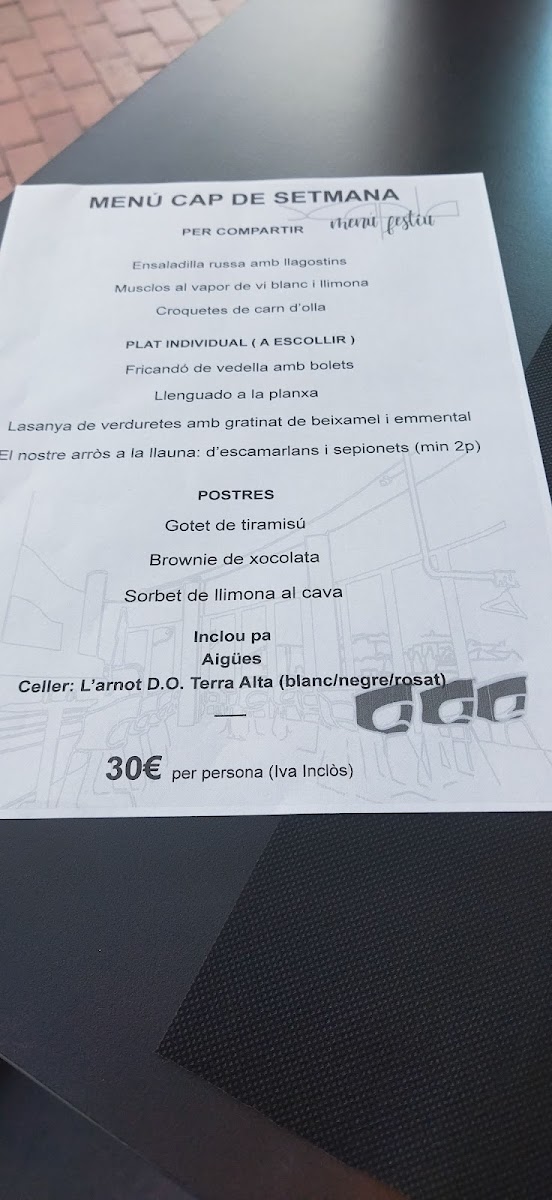 MENÚ CAP DE SETMANA
menú festiu
PER COMPARTIR
Ensaladilla russa amb llagostins
Musclos al vapor de vi blanc i llimona
Croquetes de carn d'olla
PLAT INDIVIDUAL ( A ESCOLLIR )
Fricandó de vedella amb bolets
Llenguado a la planxa
Lasanya de verduretes amb gratinat de beixamel i emmental
El nostre arròs a la llauna: d'escamarlans i sepionets (min 2p)
POSTRES
Gotet de tiramisú
Brownie de xocolata
Sorbet de llimona al cava
Inclou pa
Aigües
Celler: L'arnot D.O. Terra Alta (blanc/negre/rosat)
30€ per persona (Iva Inclòs)